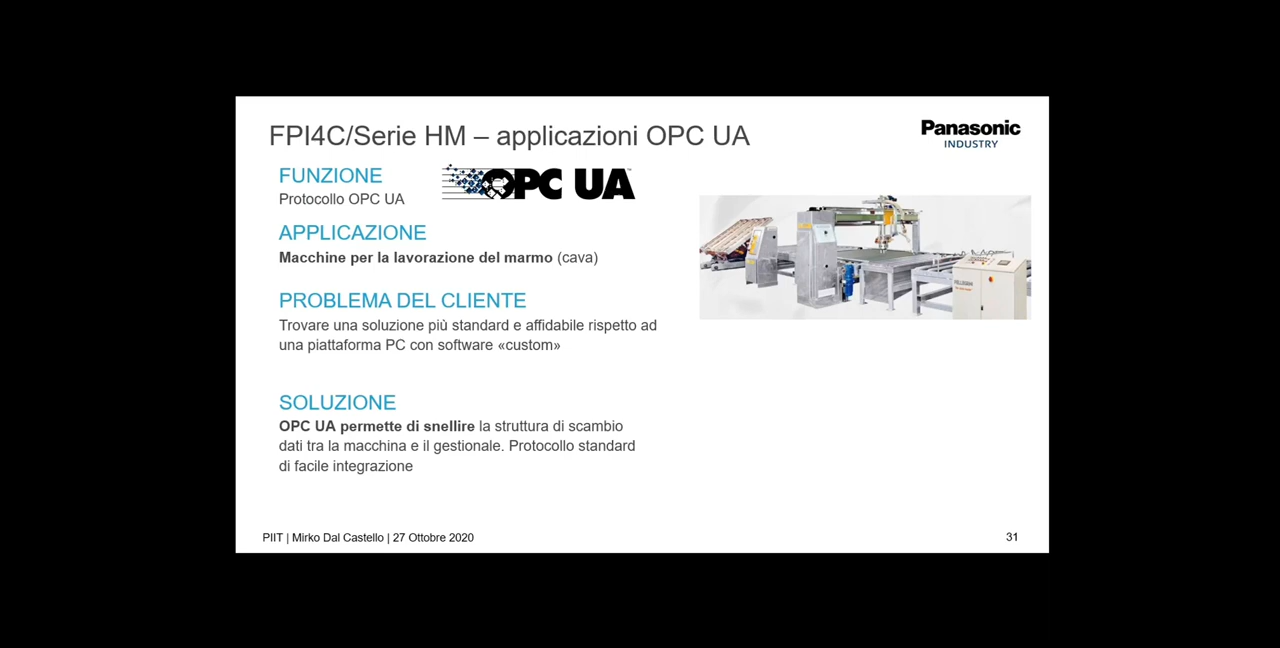 FPI4C/Serie HM – applicazioni OPC UA
Panasonic
INDUSTRY
FUNZIONE
OPC UA
Protocollo OPC UA
APPLICAZIONE
Macchine per la lavorazione del marmo (cava)
PROBLEMA DEL CLIENTE
Trovare una soluzione più standard e affidabile rispetto ad
una piattaforma PC con software «custom»
SOLUZIONE
OPC UA permette di snellire la struttura di scambio
dati tra la macchina e il gestionale. Protocollo standard
di facile integrazione
PIIT | Mirko Dal Castello | 27 Ottobre 2020
31